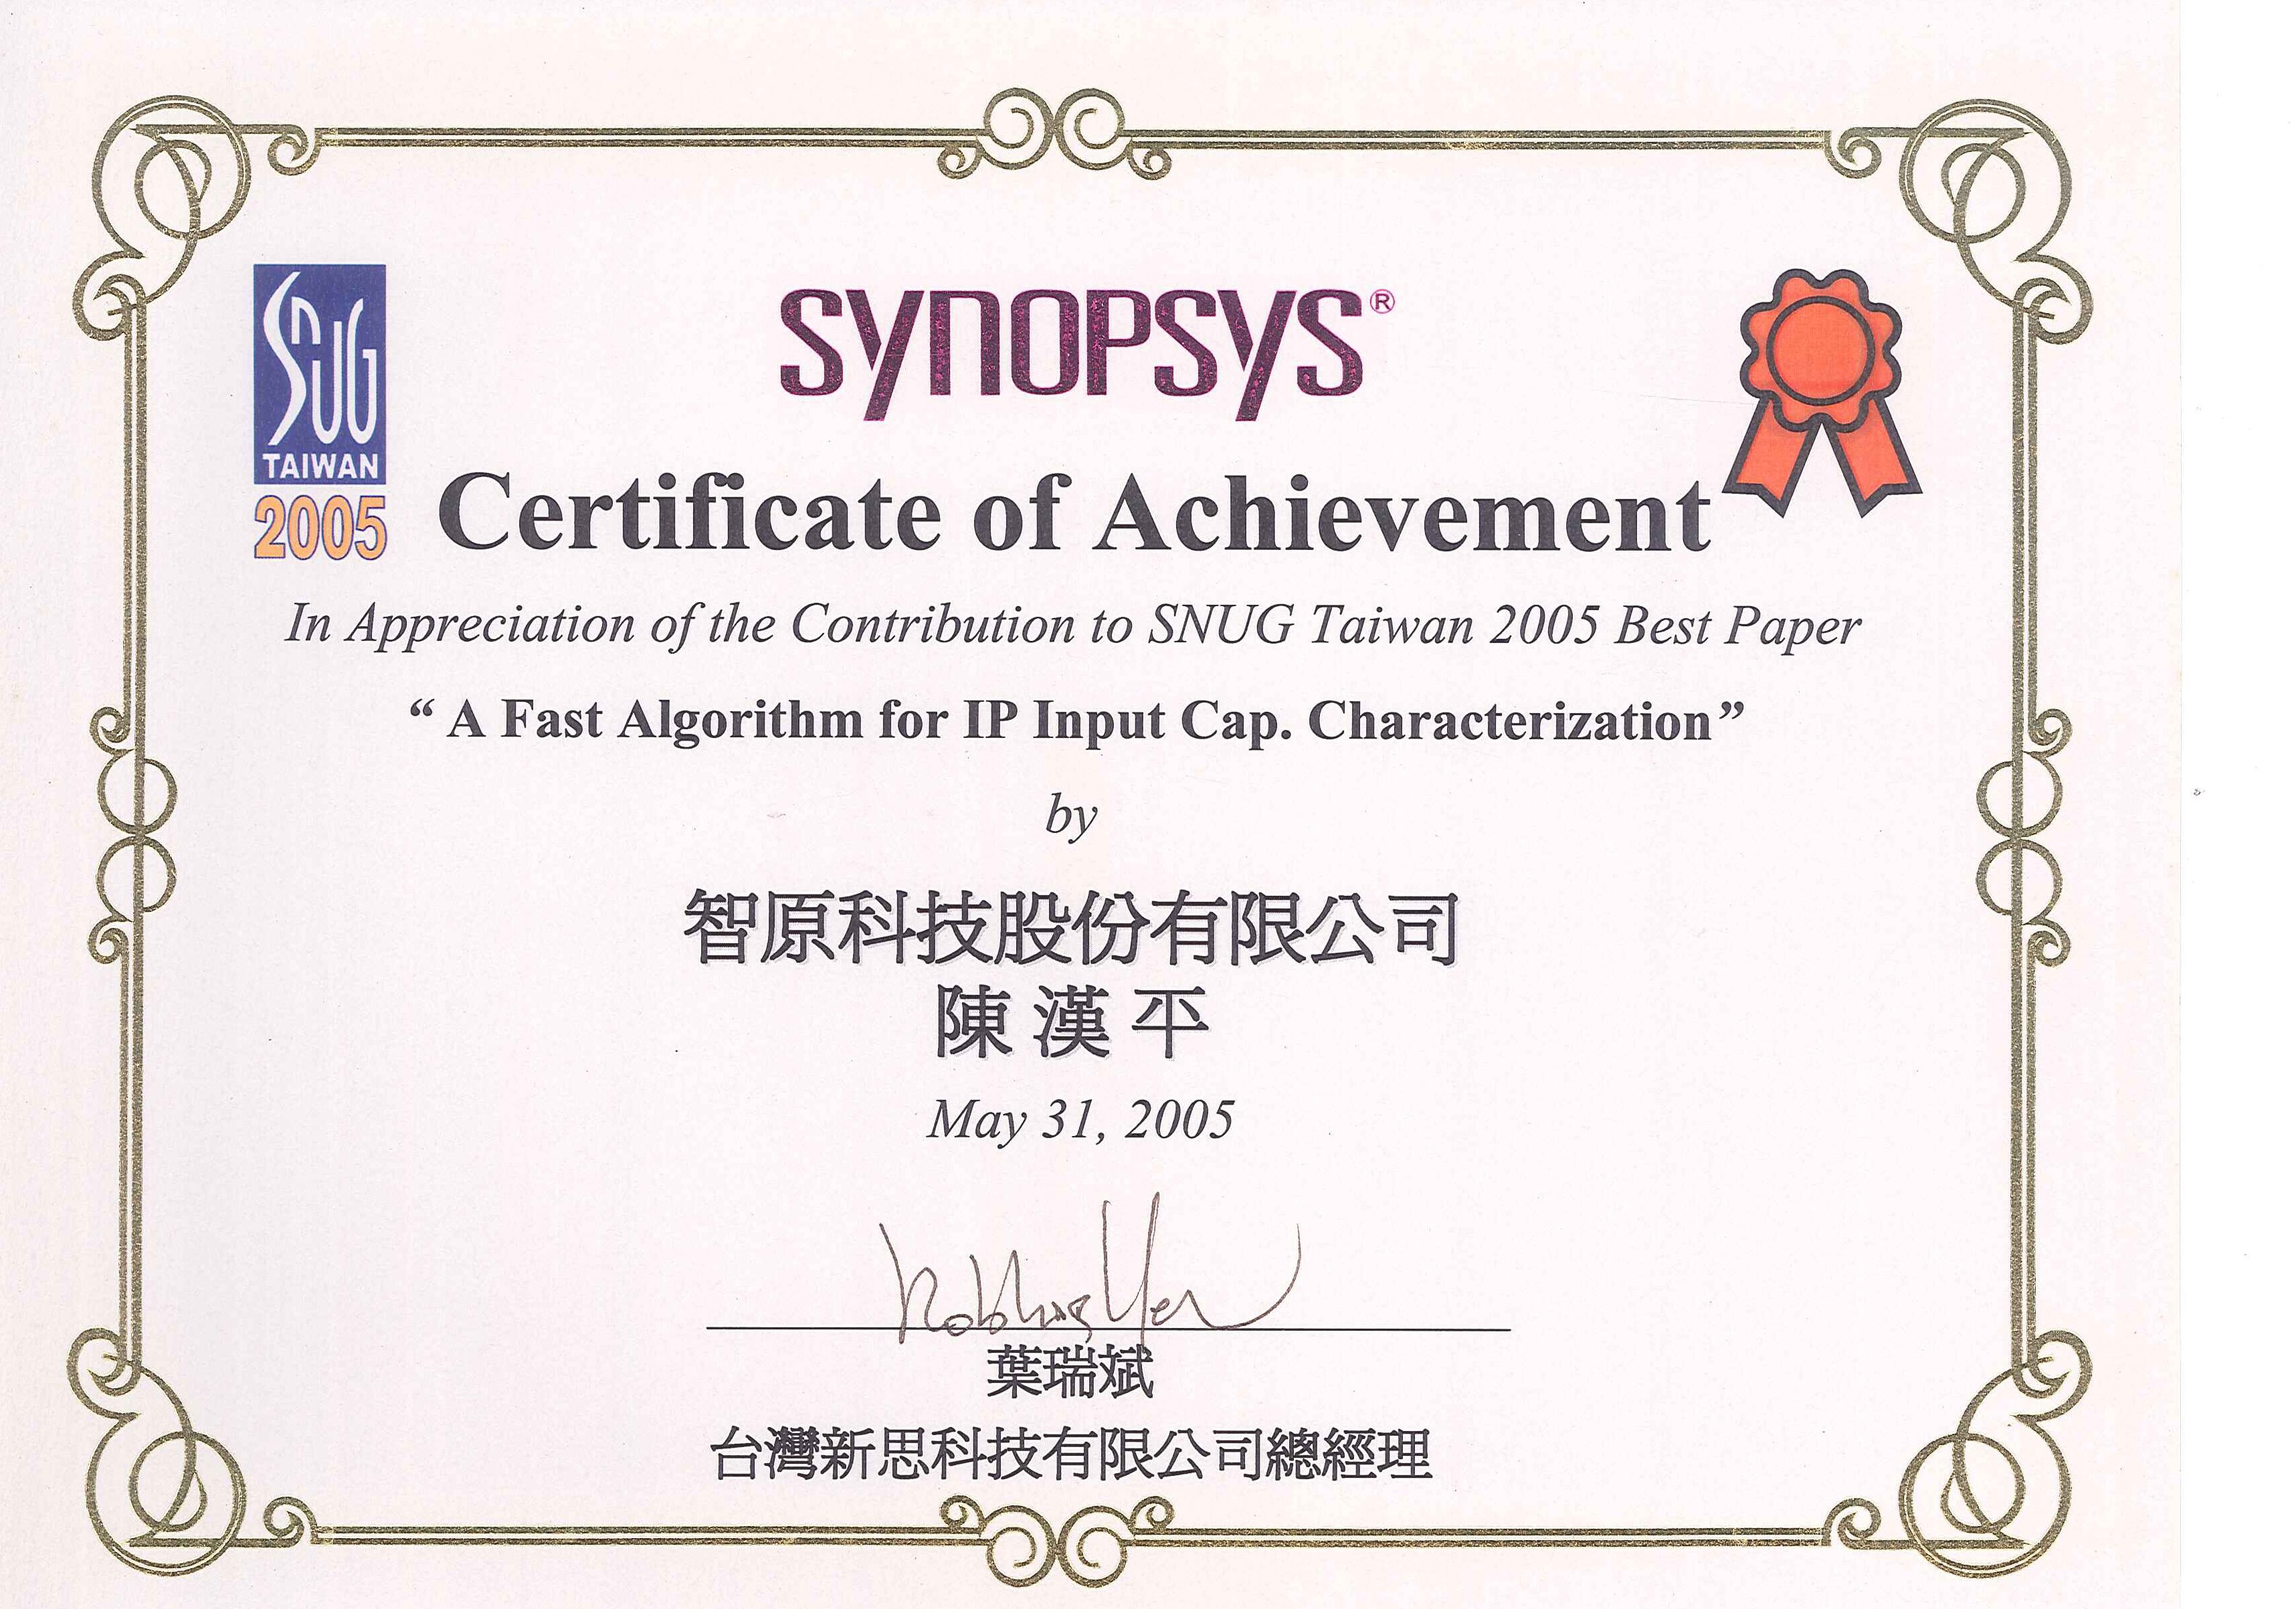 SNUG
TAIWAN
2005
SYNOPSYS®
Certificate of Achievement
In Appreciation of the Contribution to SNUG Taiwan 2005 Best Paper
“ A Fast Algorithm for IP Input Cap. Characterization”
by
智原科技股份有限公司
陳 漢 平
May 31, 2005
葉瑞斌
台灣新思科技有限公司總經理